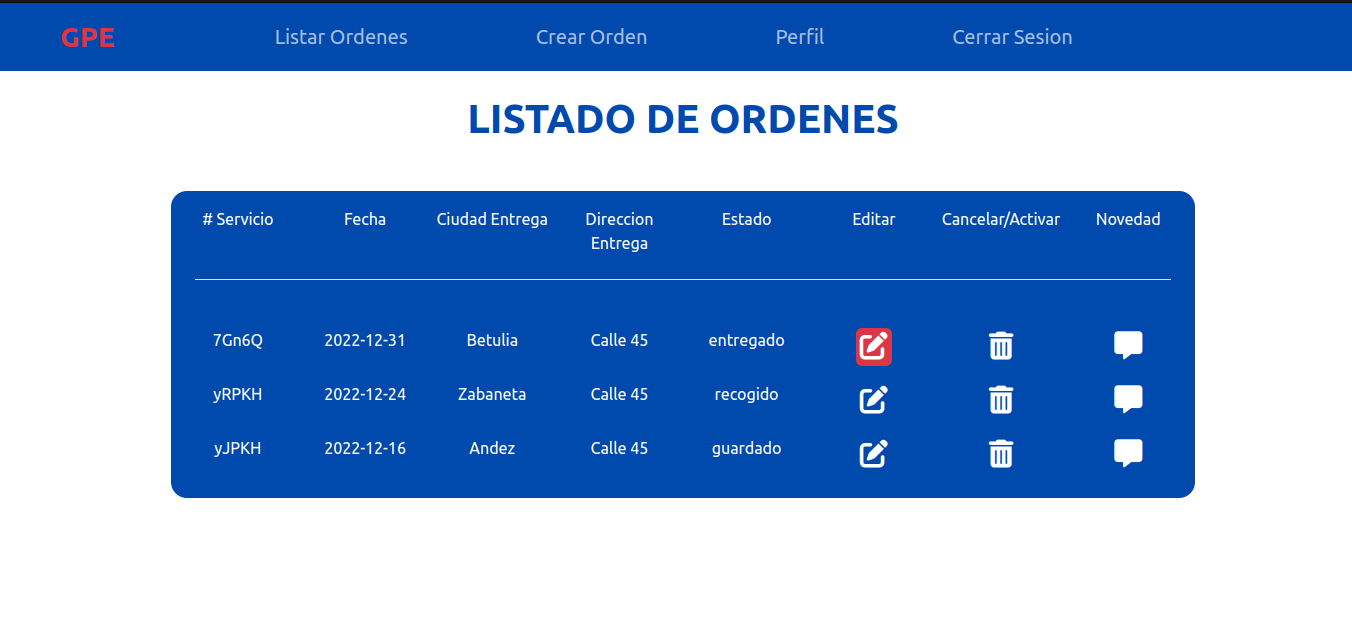 GPE Listar Ordenes Crear Orden Perfil Cerrar Sesion
LISTADO DE ORDENES
# Servicio Fecha Ciudad Entrega Direccion Entrega Estado Editar Cancelar/Activar Novedad
7Gn6Q 2022-12-31 Betulia Calle 45 entregado
yRPKH 2022-12-24 Zabaneta Calle 45 recogido
yJPKH 2022-12-16 Andez Calle 45 guardado